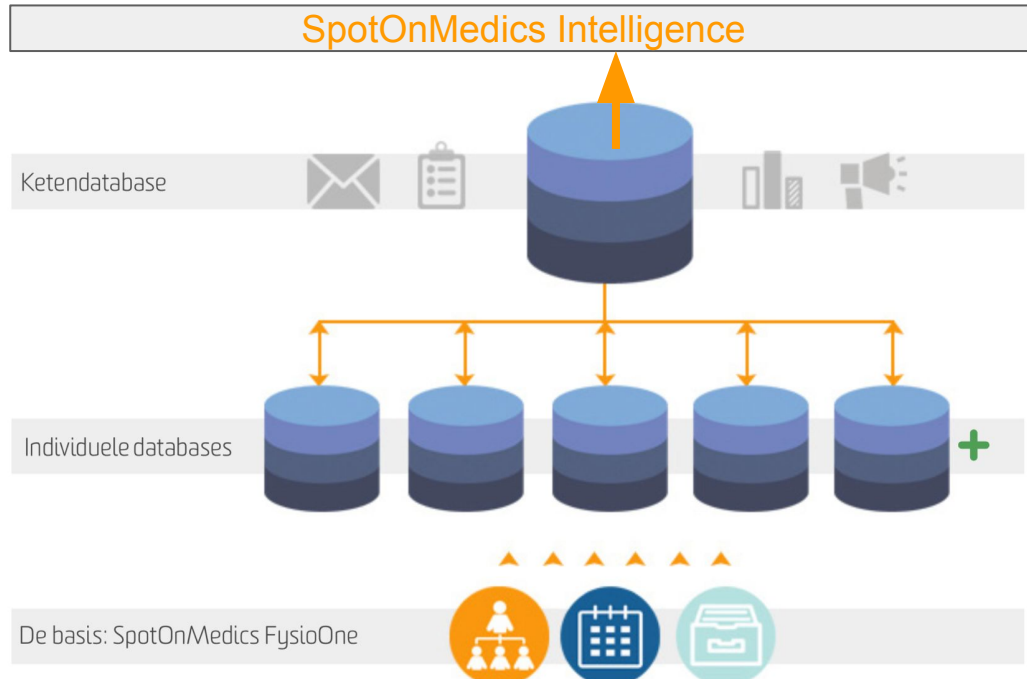 SpotOnMedics Intelligence
Ketendatabase
Individuele databases
De basis: SpotOnMedics FysioOne